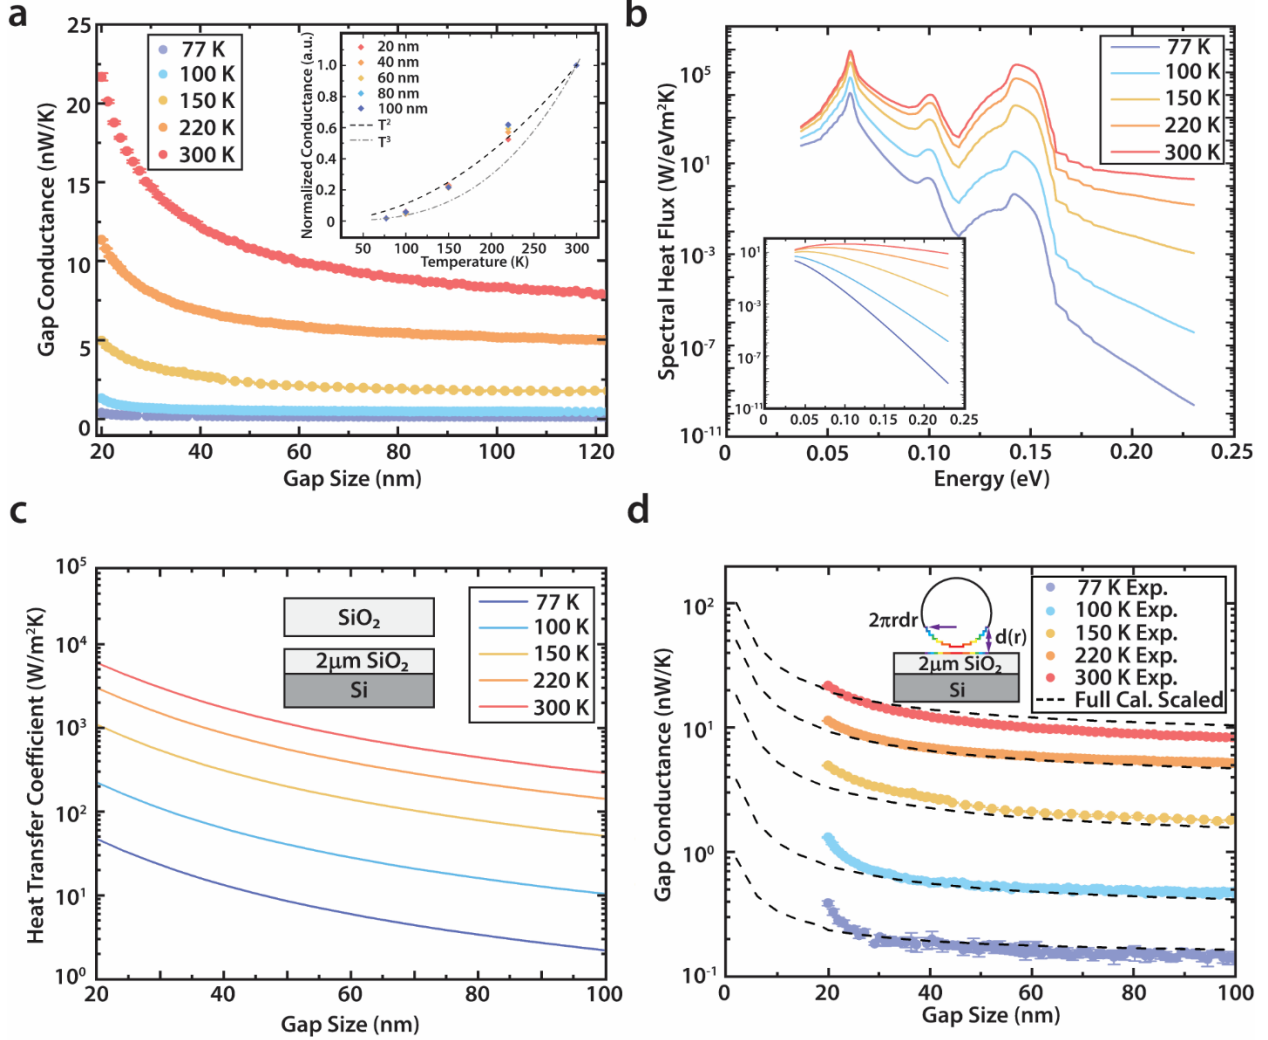 a
Gap Conductance (nW/K)
25
20
15
10
5
0
20
40
60
80
100
120
Gap Size (nm)
77 K
100 K
150 K
220 K
300 K
Normalized Conductance (a.u.)
1.0
0.8
0.6
0.4
0.2
0
50
100
150
200
250
300
Temperature (K)
20 nm
40 nm
60 nm
80 nm
100 nm
T²
T³
b
Spectral Heat Flux (W/eVm²K)
10⁵
10¹
10⁻³
10⁻⁷
10⁻¹¹
0
0.05
0.10
0.15
0.20
0.25
Energy (eV)
77 K
100 K
150 K
220 K
300 K
10¹
10⁻³
10⁻⁷
10⁻¹¹
0
0.05
0.10
0.15
0.20
0.25
c
Heat Transfer Coefficient (W/m²K)
10⁵
10⁴
10³
10²
10¹
10⁰
20
40
60
80
100
Gap Size (nm)
SiO₂
2μm SiO₂
Si
77 K
100 K
150 K
220 K
300 K
d
Gap Conductance (nW/K)
10²
10¹
10⁰
10⁻¹
0
20
40
60
80
100
Gap Size (nm)
2πrdr
d(r)
2μm SiO₂
Si
77 K Exp.
100 K Exp.
150 K Exp.
220 K Exp.
300 K Exp.
Full Cal. Scaled